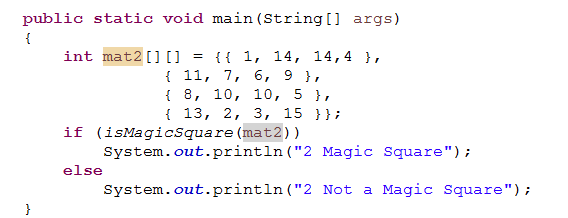 public static void main(String[] args)
{
    int mat2[][] = {{ 1, 14, 14,4 },
              { 11, 7, 6, 9 },
              { 8, 10, 10, 5 },
              { 13, 2, 3, 15 }};
    if (isMagicSquare(mat2))
        System.out.println("2 Magic Square");
    else
        System.out.println("2 Not a Magic Square");
}